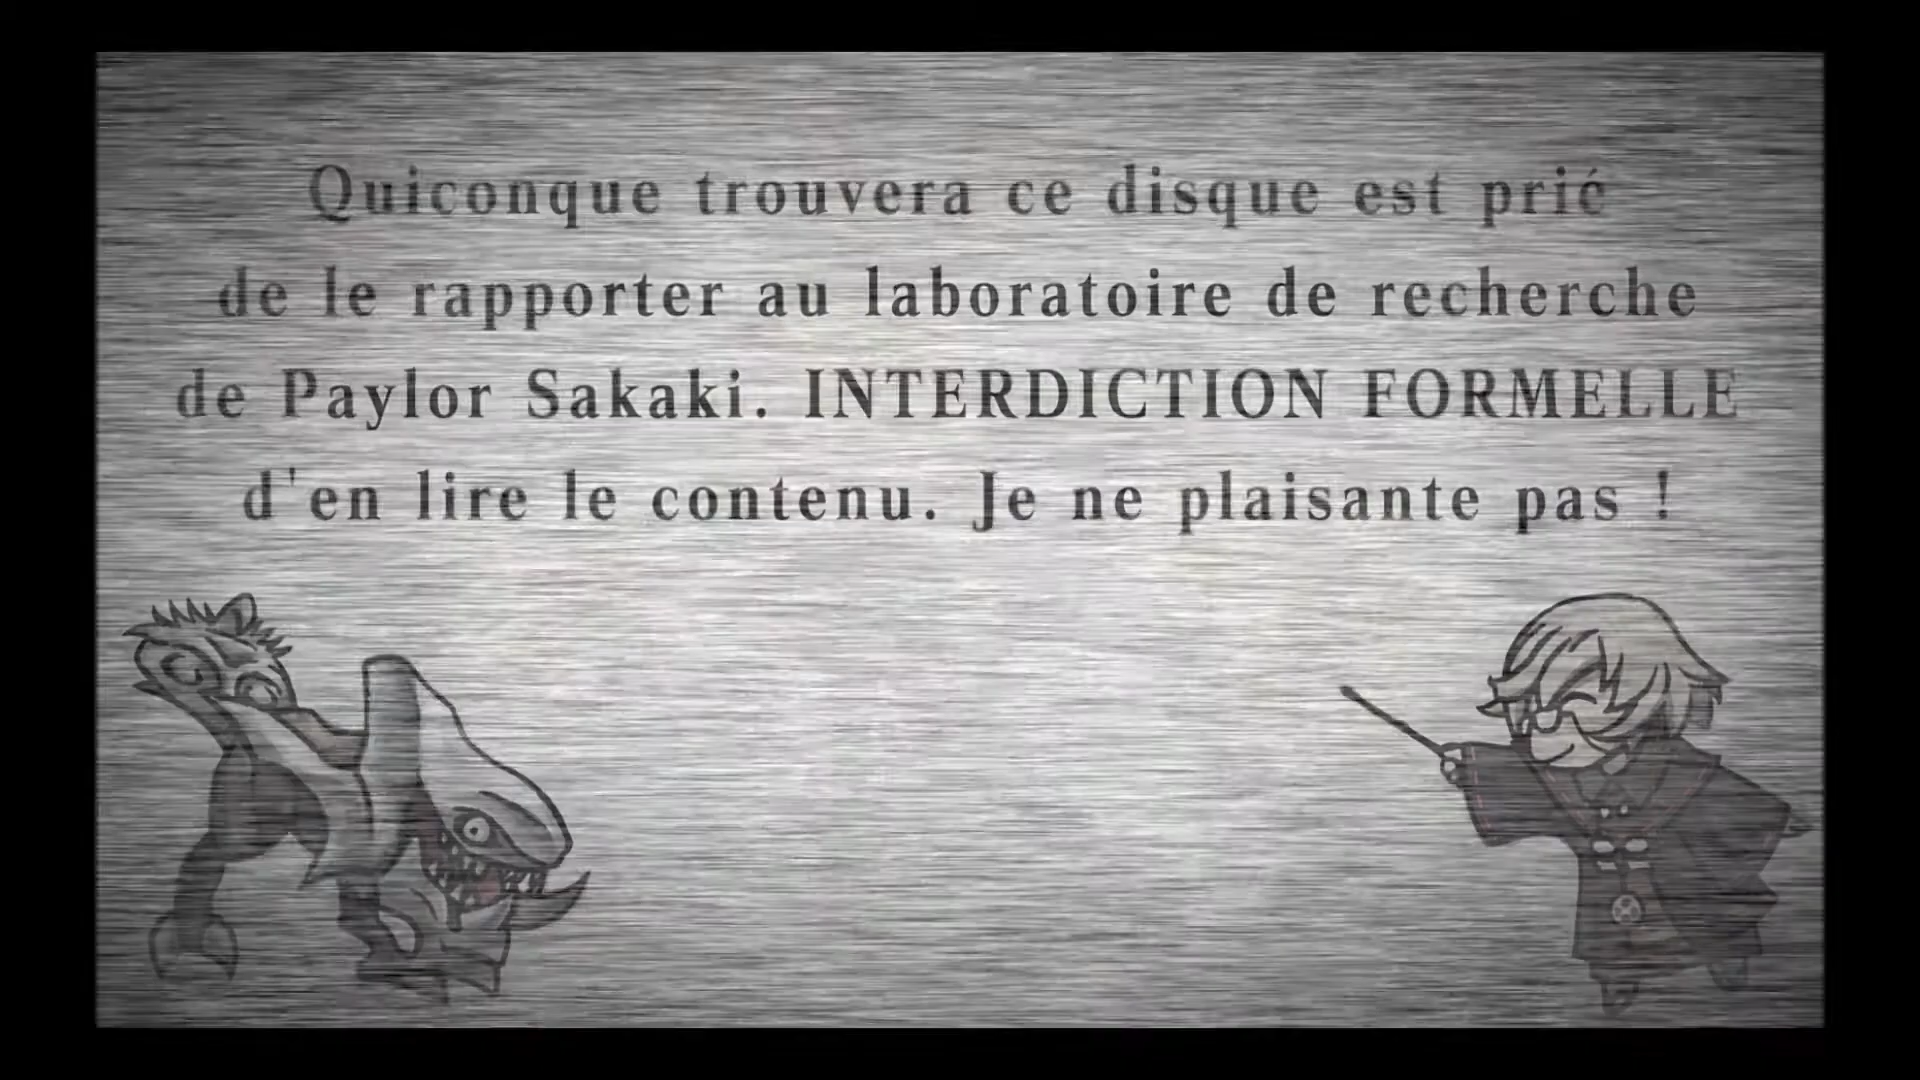 Quiconque trouvera ce disque est prié
de le rapporter au laboratoire de recherche
de Paylor Sakaki. INTERDICTION FORMELLE
d'en lire le contenu. Je ne plaisante pas !